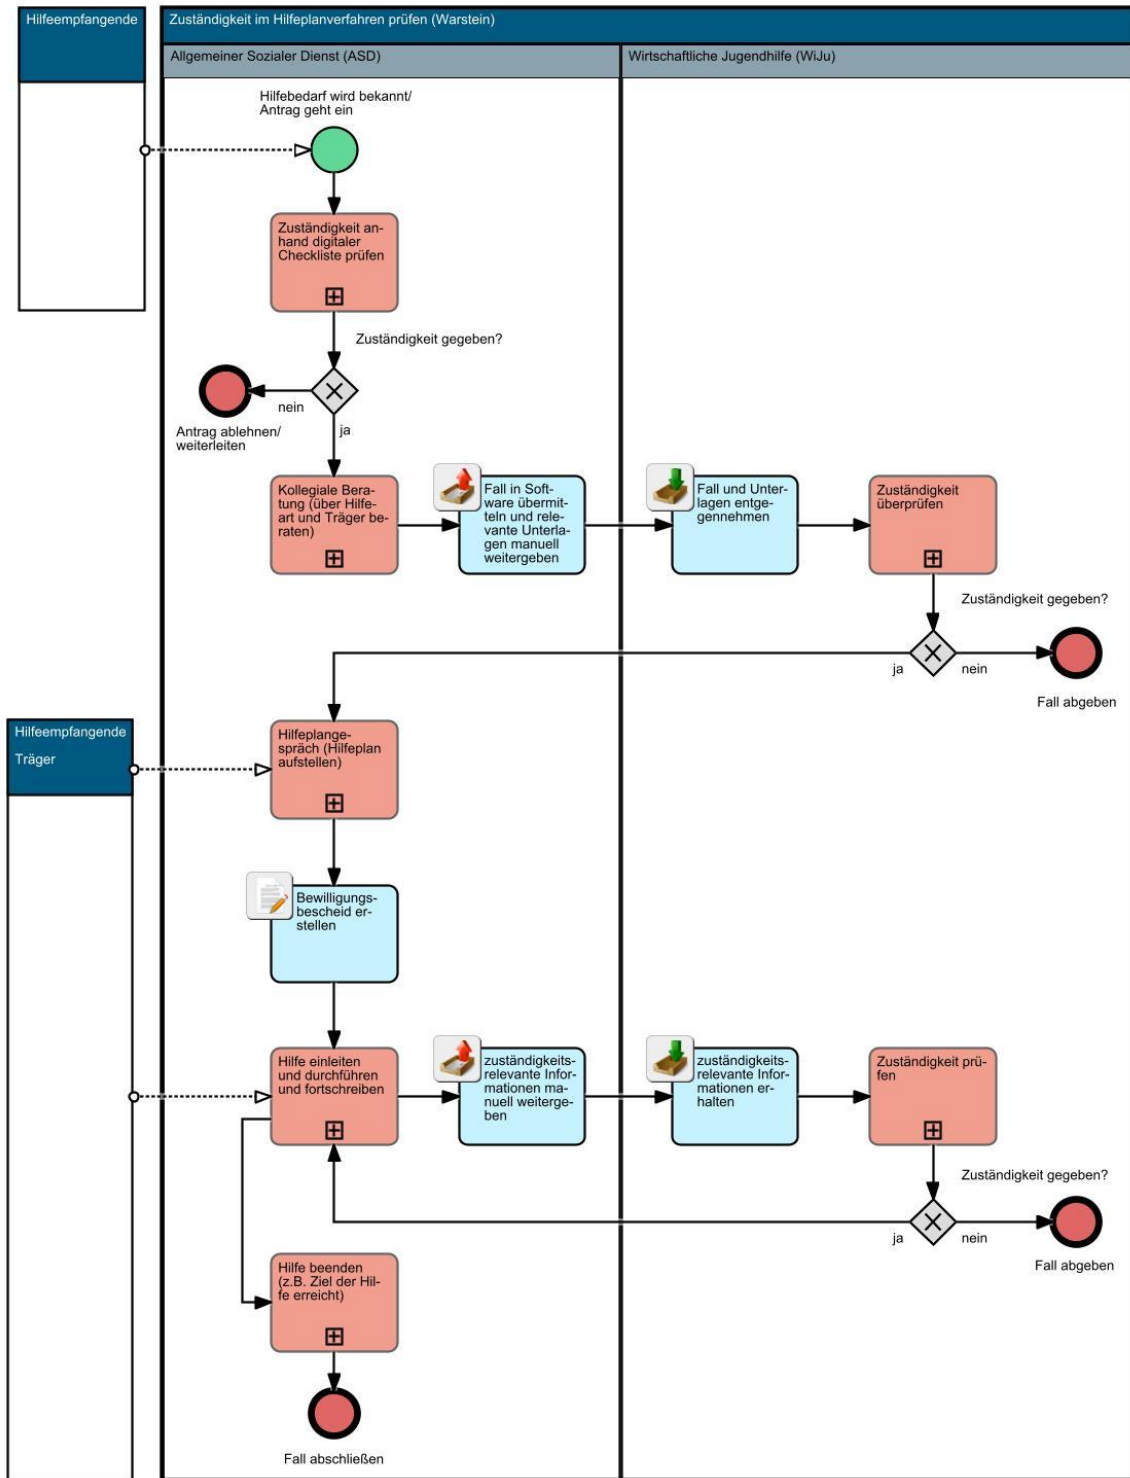 Hilfeempfangende
Zuständigkeit im Hilfeplanverfahren prüfen (Warstein)
Allgemeiner Sozialer Dienst (ASD)
Wirtschaftliche Jugendhilfe (WiJu)
Hilfebedarf wird bekannt/
Antrag geht ein
Zuständigkeit an-
hand digitaler
Checkliste prüfen
Zuständigkeit gegeben?
nein
ja
Antrag ablehnen/
weiterleiten
Kollegiale Bera-
tung (über Hilfe-
art und Träger be-
raten)
Fall in Soft-
ware übermit-
teln und rele-
vante Unterla-
gen manuell
weitergeben
Fall und Unter-
lagen entge-
gennehmen
Zuständigkeit
überprüfen
Zuständigkeit gegeben?
ja
nein
Fall abgeben
Hilfeempfangende
Träger
Hilfeplange-
spräch (Hilfeplan
aufstellen)
Bewilligungs-
bescheid er-
stellen
Hilfe einleiten
und durchführen
und fortschreiben
zuständigkeits-
relevante Infor-
mationen ma-
nuell weiterge-
ben
zuständigkeits-
relevante Infor-
mationen er-
halten
Zuständigkeit prü-
fen
Zuständigkeit gegeben?
ja
nein
Fall abgeben
Hilfe beenden
(z.B. Ziel der Hil-
fe erreicht)
Fall abschließen